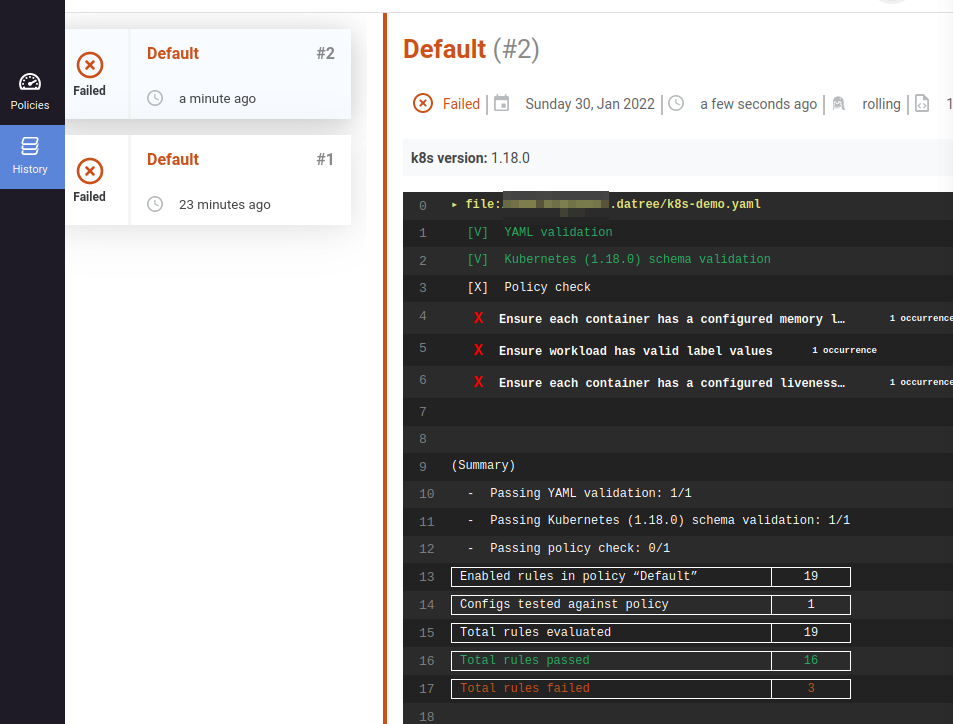 Policies
History
Default #2
Failed
a minute ago
Default #1
Failed
23 minutes ago
Default (#2)
Failed Sunday 30, Jan 2022 a few seconds ago rolling 1
k8s version: 1.18.0
0 ▸ file: .datree/k8s-demo.yaml
1 [V] YAML validation
2 [V] Kubernetes (1.18.0) schema validation
3 [X] Policy check
4 X Ensure each container has a configured memory l… 1 occurrence
5 X Ensure workload has valid label values 1 occurrence
6 X Ensure each container has a configured liveness… 1 occurrence
7
8
9 (Summary)
10 - Passing YAML validation: 1/1
11 - Passing Kubernetes (1.18.0) schema validation: 1/1
12 - Passing policy check: 0/1
13 Enabled rules in policy “Default” 19
14 Configs tested against policy 1
15 Total rules evaluated 19
16 Total rules passed 16
17 Total rules failed 3
18